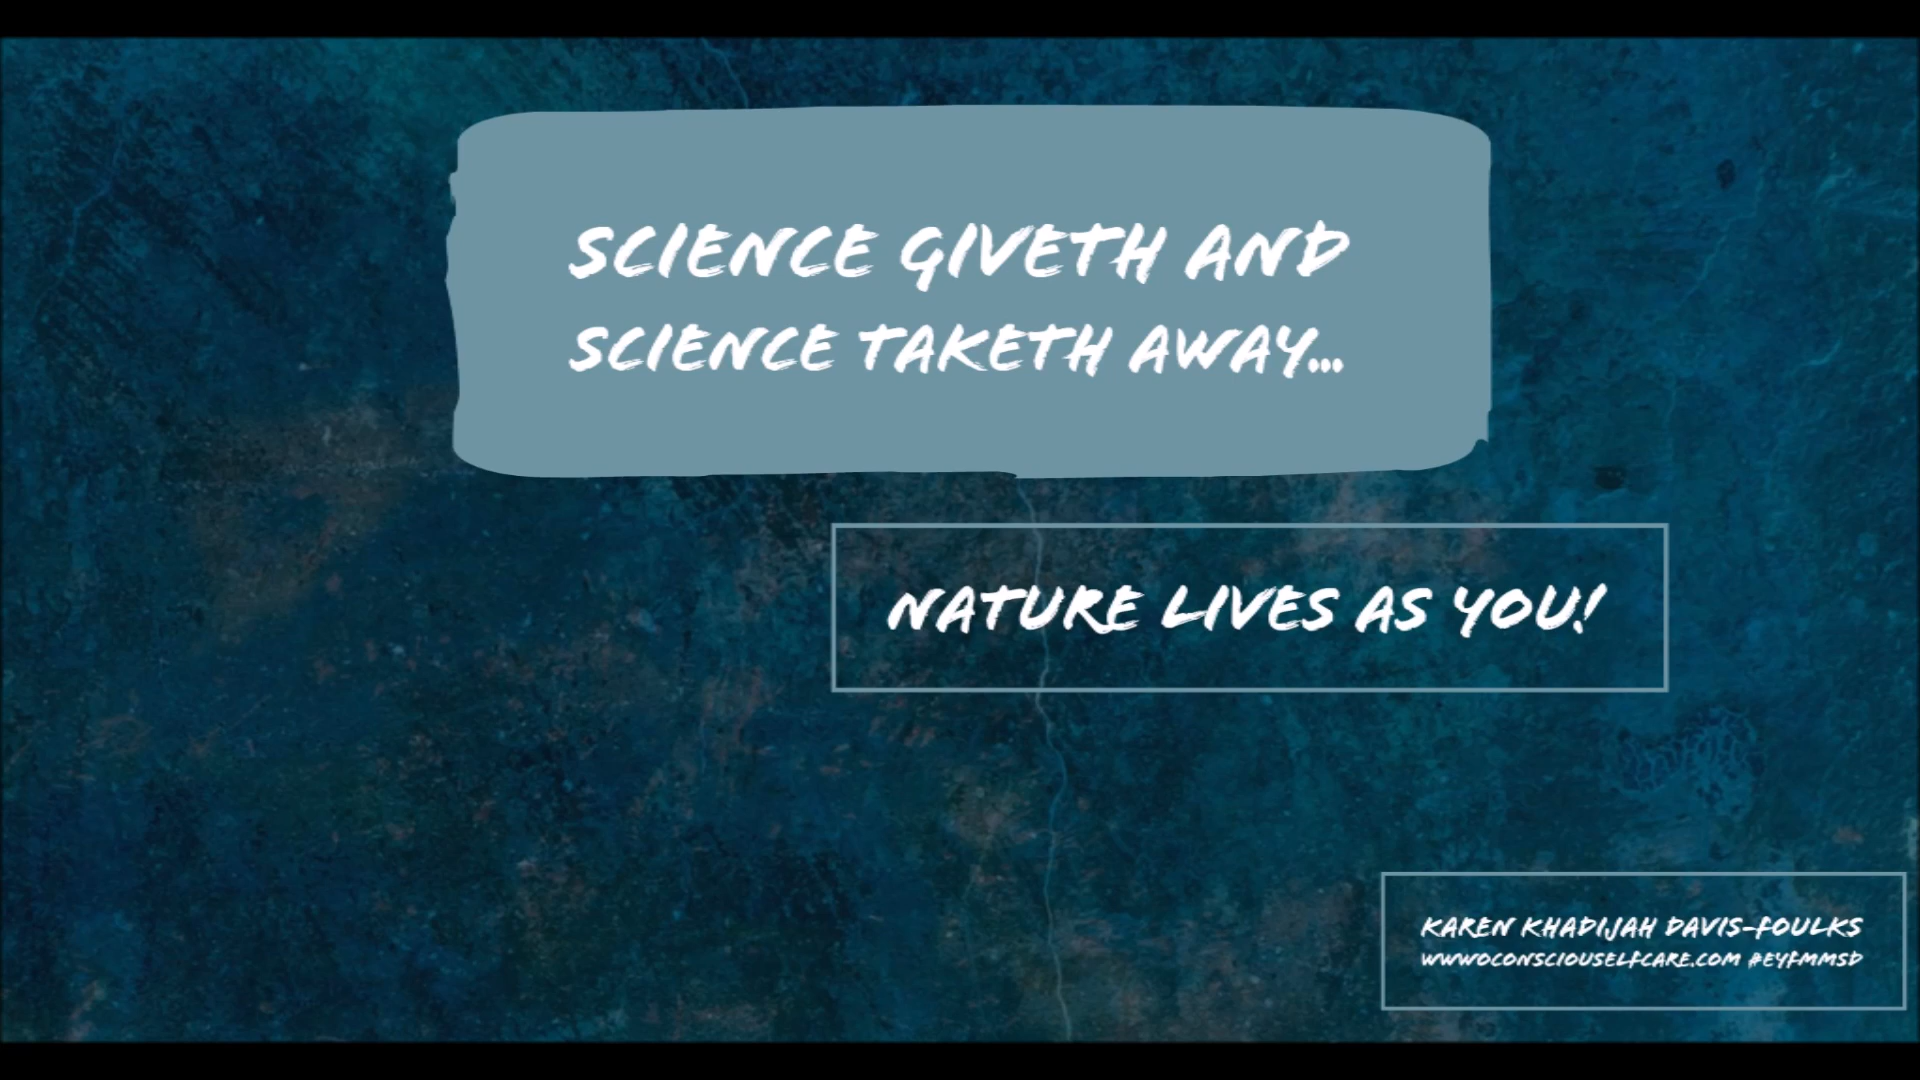 SCIENCE GIVETH AND
SCIENCE TAKETH AWAY...
NATURE LIVES AS YOU!
KAREN KHADIJAH DAVIS-FOULKS
WWWOCONSCIOUSELFCARE.COM #EYFMMSD